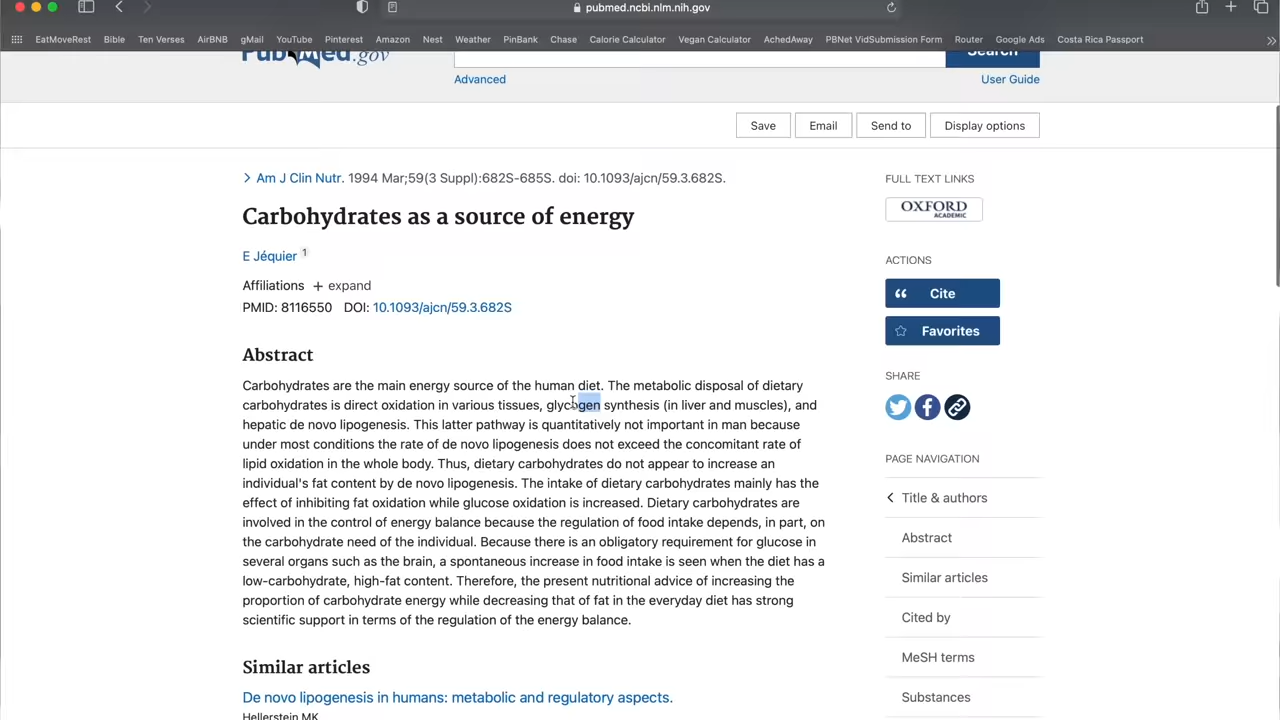 pubmed.ncbi.nlm.nih.gov
EatMoveRest Bible Ten Verses AirBNB gMail YouTube Pinterest Amazon Nest Weather PinBank Chase Calorie Calculator Vegan Calculator AchedAway PBNet VidSubmission Form Router Google Ads Costa Rica Passport
PubMed.gov
Search
Advanced
User Guide
Save Email Send to Display options
Am J Clin Nutr. 1994 Mar;59(3 Suppl):682S-685S. doi: 10.1093/ajcn/59.3.682S.
Carbohydrates as a source of energy
E Jéquier 1
Affiliations + expand
PMID: 8116550 DOI: 10.1093/ajcn/59.3.682S
Abstract
Carbohydrates are the main energy source of the human diet. The metabolic disposal of dietary
carbohydrates is direct oxidation in various tissues, glycogen synthesis (in liver and muscles), and
hepatic de novo lipogenesis. This latter pathway is quantitatively not important in man because
under most conditions the rate of de novo lipogenesis does not exceed the concomitant rate of
lipid oxidation in the whole body. Thus, dietary carbohydrates do not appear to increase an
individual's fat content by de novo lipogenesis. The intake of dietary carbohydrates mainly has the
effect of inhibiting fat oxidation while glucose oxidation is increased. Dietary carbohydrates are
involved in the control of energy balance because the regulation of food intake depends, in part, on
the carbohydrate need of the individual. Because there is an obligatory requirement for glucose in
several organs such as the brain, a spontaneous increase in food intake is seen when the diet has a
low-carbohydrate, high-fat content. Therefore, the present nutritional advice of increasing the
proportion of carbohydrate energy while decreasing that of fat in the everyday diet has strong
scientific support in terms of the regulation of the energy balance.
Similar articles
De novo lipogenesis in humans: metabolic and regulatory aspects.
Hellerstein MK.
FULL TEXT LINKS
OXFORD
ACADEMIC
ACTIONS
Cite
Favorites
SHARE
PAGE NAVIGATION
Title & authors
Abstract
Similar articles
Cited by
MeSH terms
Substances